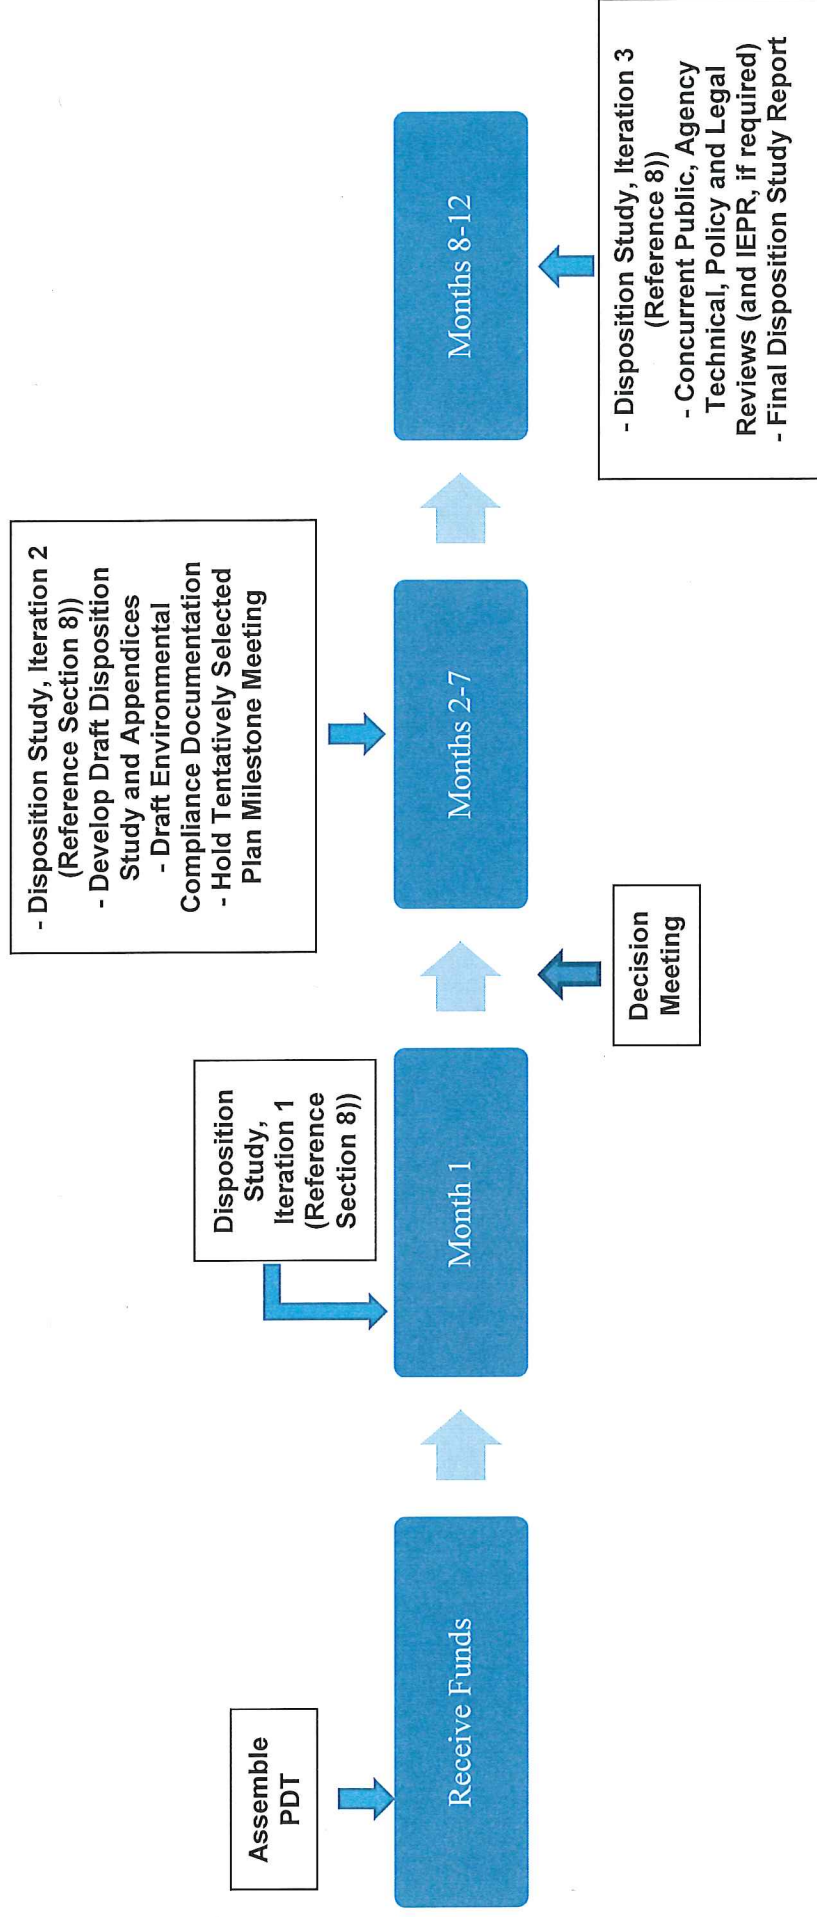 Assemble
PDT
Receive Funds
Disposition
Study,
Iteration 1
(Reference
Section 8))
Month 1
Decision
Meeting
- Disposition Study, Iteration 2
(Reference Section 8))
- Develop Draft Disposition
Study and Appendices
- Draft Environmental
Compliance Documentation
- Hold Tentatively Selected
Plan Milestone Meeting
Months 2-7
Months 8-12
- Disposition Study, Iteration 3
(Reference 8))
- Concurrent Public, Agency
Technical, Policy and Legal
Reviews (and IEPR, if required)
- Final Disposition Study Report